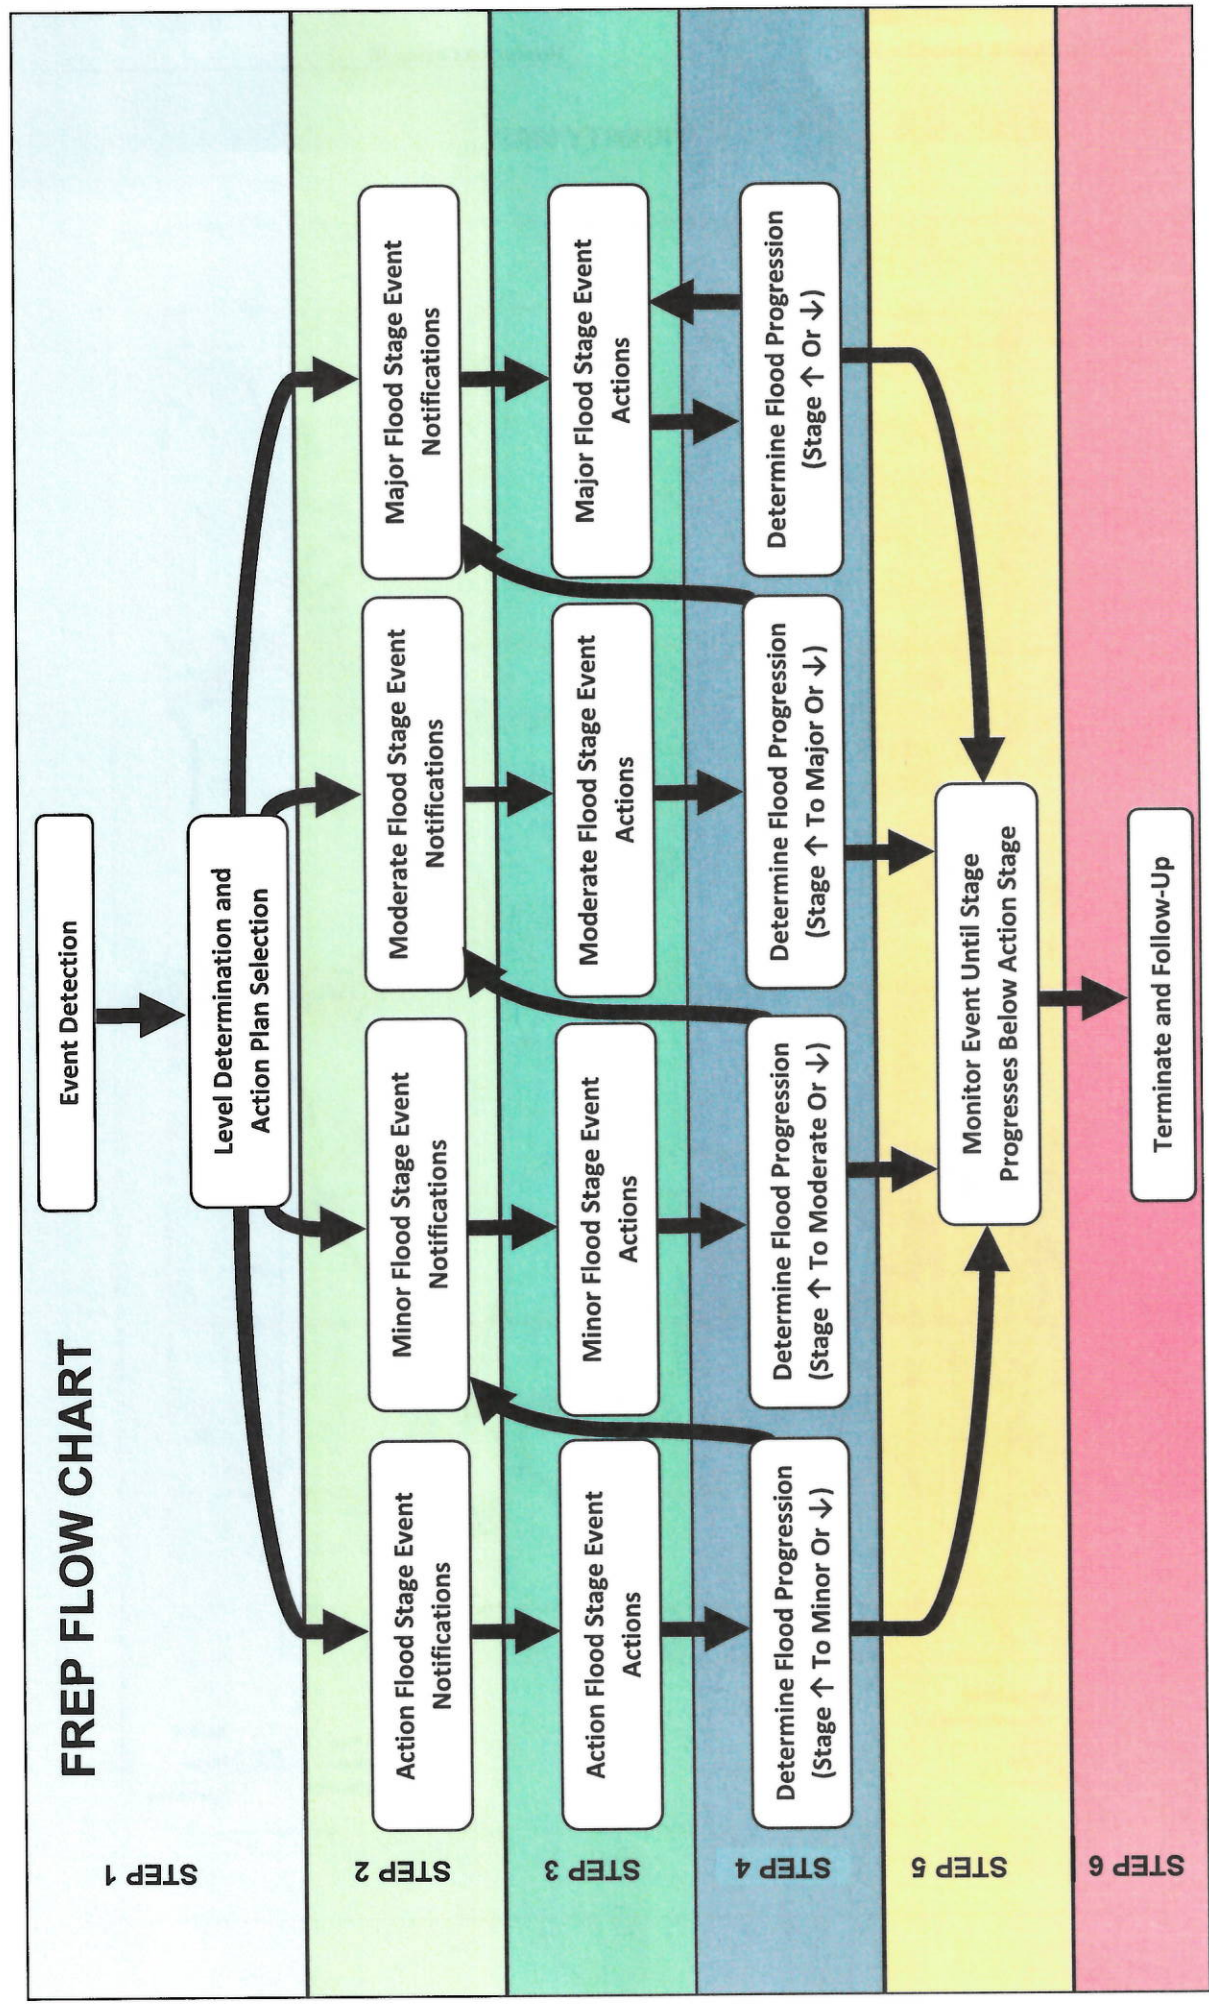 FREP FLOW CHART
STEP 1
Event Detection
Level Determination and
Action Plan Selection
STEP 2
Action Flood Stage Event
Notifications
Minor Flood Stage Event
Notifications
Moderate Flood Stage Event
Notifications
Major Flood Stage Event
Notifications
STEP 3
Action Flood Stage Event
Actions
Minor Flood Stage Event
Actions
Moderate Flood Stage Event
Actions
Major Flood Stage Event
Actions
STEP 4
Determine Flood Progression
(Stage ↑ To Minor Or ↓)
Determine Flood Progression
(Stage ↑ To Moderate Or ↓)
Determine Flood Progression
(Stage ↑ To Major Or ↓)
Determine Flood Progression
(Stage ↑ Or ↓)
STEP 5
Monitor Event Until Stage
Progresses Below Action Stage
STEP 6
Terminate and Follow-Up